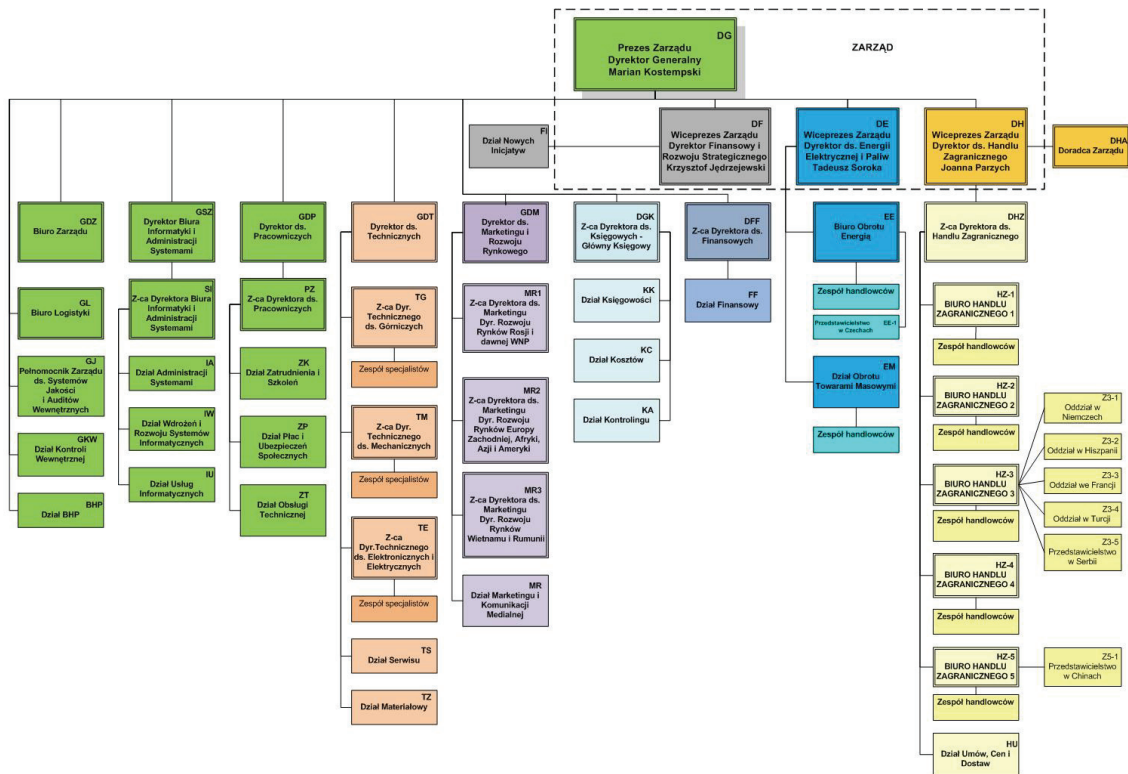 DG
Prezes Zarządu
Dyrektor Generalny
Marian Kostempski
ZARZĄD
FI
Dział Nowych
Inicjatyw
DF
Wiceprezes Zarządu
Dyrektor Finansowy i
Rozwoju Strategicznego
Krzysztof Jędrzejewski
DE
Wiceprezes Zarządu
Dyrektor ds. Energii
Elektrycznej i Paliw
Tadeusz Soroka
DH
Wiceprezes Zarządu
Dyrektor ds. Handlu
Zagranicznego
Joanna Parzych
DHA
Doradca Zarządu
GDZ
Biuro Zarządu
GL
Biuro Logistyki
GJ
Pełnomocnik Zarządu
ds. Systemów
Jakości
i Auditów
Wewnętrznych
GKW
Dział Kontroli
Wewnętrznej
BHP
Dział BHP
GSZ
Dyrektor Biura
Informatyki i
Administracji
Systemami
SI
Z-ca Dyrektora Biura
Informatyki i
Administracji
Systemami
IA
Dział Administracji
Systemami
IW
Dział Wdrożeń i
Rozwoju Systemów
Informatycznych
IU
Dział Usług
Informatycznych
GDP
Dyrektor ds.
Pracowniczych
PZ
Z-ca Dyrektora ds.
Pracowniczych
ZK
Dział Zatrudnienia i
Szkoleń
ZP
Dział Płac i
Ubezpieczeń
Społecznych
ZT
Dział Obsługi
Technicznej
GDT
Dyrektor ds.
Technicznych
TG
Z-ca Dyr.
Technicznego
ds. Górniczych
Zespół specjalistów
TM
Z-ca Dyr.
Technicznego
ds. Mechanicznych
Zespół specjalistów
TE
Z-ca
Dyr.Technicznego
ds. Elektronicznych i
Elektrycznych
Zespół specjalistów
TS
Dział Serwisu
TZ
Dział Materiałowy
GDM
Dyrektor ds.
Marketingu i
Rozwoju
Rynkowego
MR1
Z-ca Dyrektora ds.
Marketingu
Dyr. Rozwoju
Rynków Rosji i
dawnej WNP
MR2
Z-ca Dyrektora ds.
Marketingu
Dyr. Rozwoju
Rynków Europy
Zachodniej, Afryki,
Azji i Ameryki
MR3
Z-ca Dyrektora ds.
Marketingu
Dyr. Rozwoju
Rynków
Wietnamu i Rumunii
MR
Dział Marketingu i
Komunikacji
Medialnej
DGK
Z-ca Dyrektora ds.
Księgowych -
Główny Księgowy
KK
Dział Księgowości
KC
Dział Kosztów
KA
Dział Kontrolingu
DFF
Z-ca Dyrektora ds.
Finansowych
FF
Dział Finansowy
EE
Biuro Obrotu
Energią
Zespół handlowców
Przedstawicielstwo EE-1
w Czechach
EM
Dział Obrotu
Towarami Masowymi
Zespół handlowców
DHZ
Z-ca Dyrektora ds.
Handlu Zagranicznego
HZ-1
BIURO HANDLU
ZAGRANICZNEGO 1
Zespół handlowców
HZ-2
BIURO HANDLU
ZAGRANICZNEGO 2
Zespół handlowców
HZ-3
BIURO HANDLU
ZAGRANICZNEGO 3
Zespół handlowców
HZ-4
BIURO HANDLU
ZAGRANICZNEGO 4
Zespół handlowców
HZ-5
BIURO HANDLU
ZAGRANICZNEGO 5
Zespół handlowców
HU
Dział Umów, Cen i
Dostaw
Z3-1
Oddział w
Niemczech
Z3-2
Oddział w Hiszpanii
Z3-3
Oddział we Francji
Z3-4
Oddział w Turcji
Z3-5
Przedstawicielstwo
w Serbii
Z5-1
Przedstawicielstwo
w Chinach